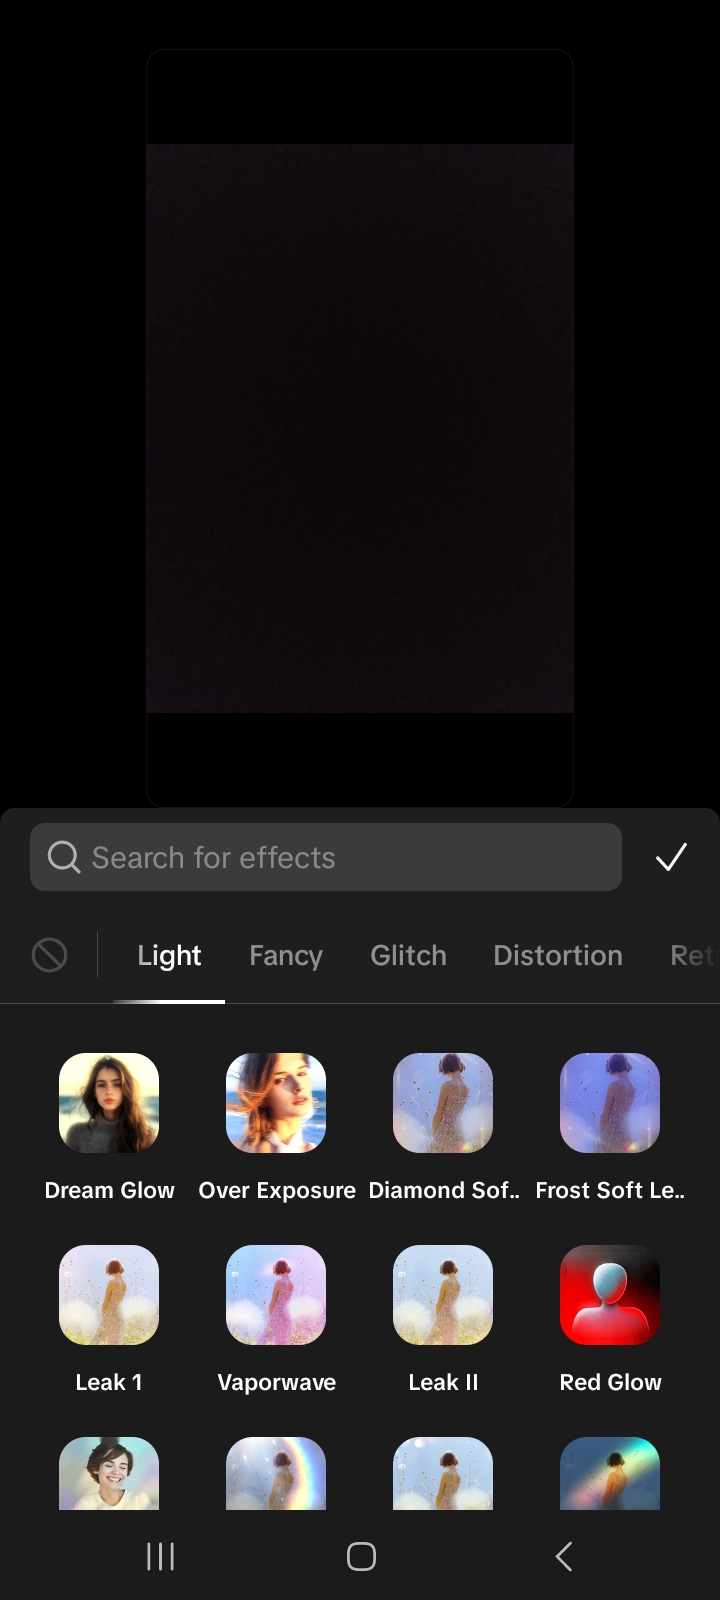 Search for effects
Light Fancy Glitch Distortion Ret
Dream Glow Over Exposure Diamond Sof.. Frost Soft Le..
Leak 1 Vaporwave Leak II Red Glow